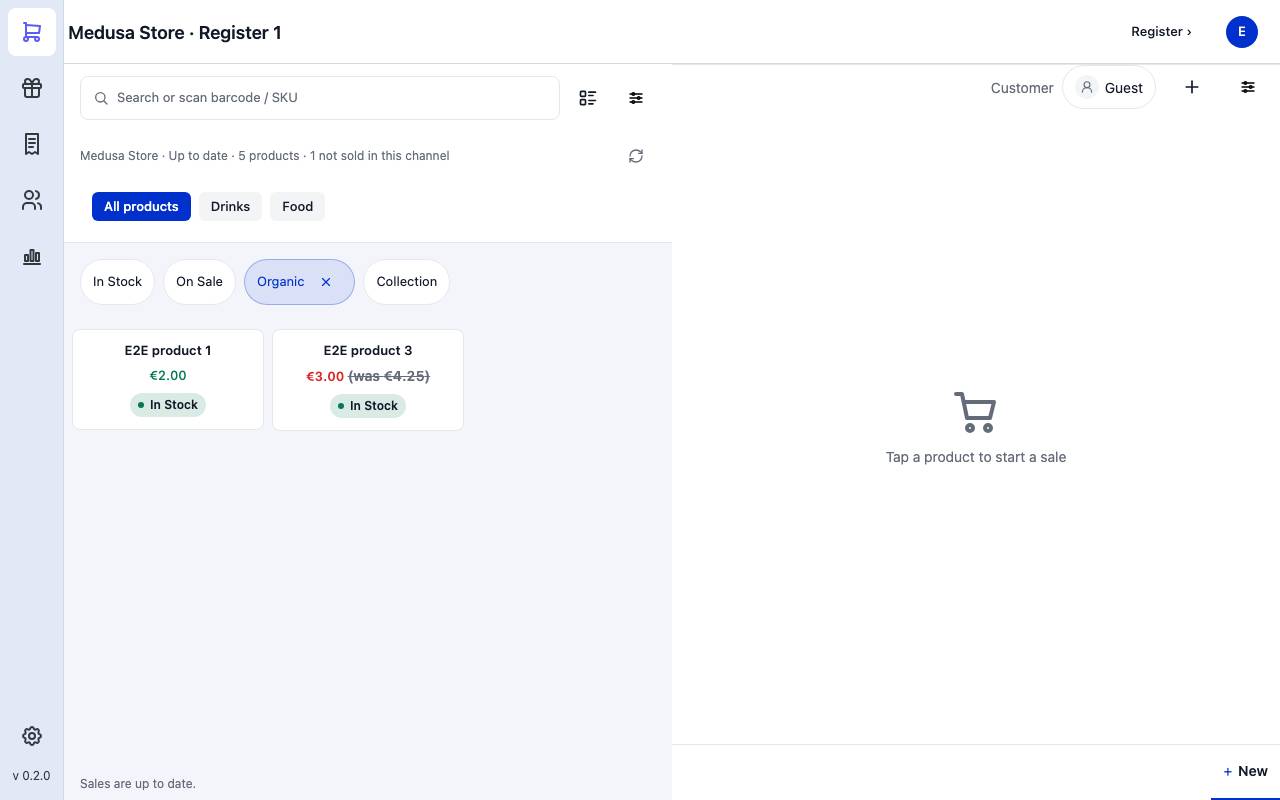 Medusa Store · Register 1
Register ›
E
Search or scan barcode / SKU
Customer
Guest
Medusa Store · Up to date · 5 products · 1 not sold in this channel
All products
Drinks
Food
In Stock
On Sale
Organic
Collection
E2E product 1
€2.00
In Stock
E2E product 3
€3.00 (was €4.25)
In Stock
Tap a product to start a sale
v 0.2.0
Sales are up to date.
+ New